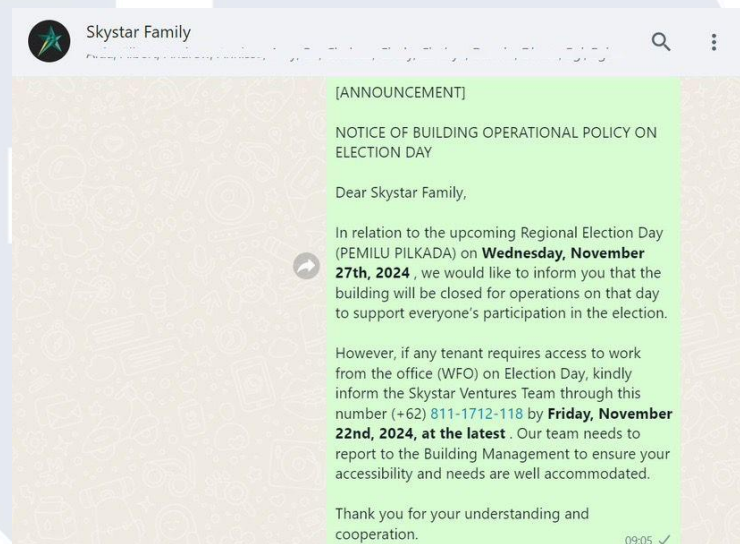 Skystar Family
[ANNOUNCEMENT]
NOTICE OF BUILDING OPERATIONAL POLICY ON
ELECTION DAY
Dear Skystar Family,
In relation to the upcoming Regional Election Day
(PEMILU PILKADA) on Wednesday, November
27th, 2024 , we would like to inform you that the
building will be closed for operations on that day
to support everyone's participation in the election.
However, if any tenant requires access to work
from the office (WFO) on Election Day, kindly
inform the Skystar Ventures Team through this
number (+62) 811-1712-118 by Friday, November
22nd, 2024, at the latest . Our team needs to
report to the Building Management to ensure your
accessibility and needs are well accommodated.
Thank you for your understanding and
cooperation.
09:05